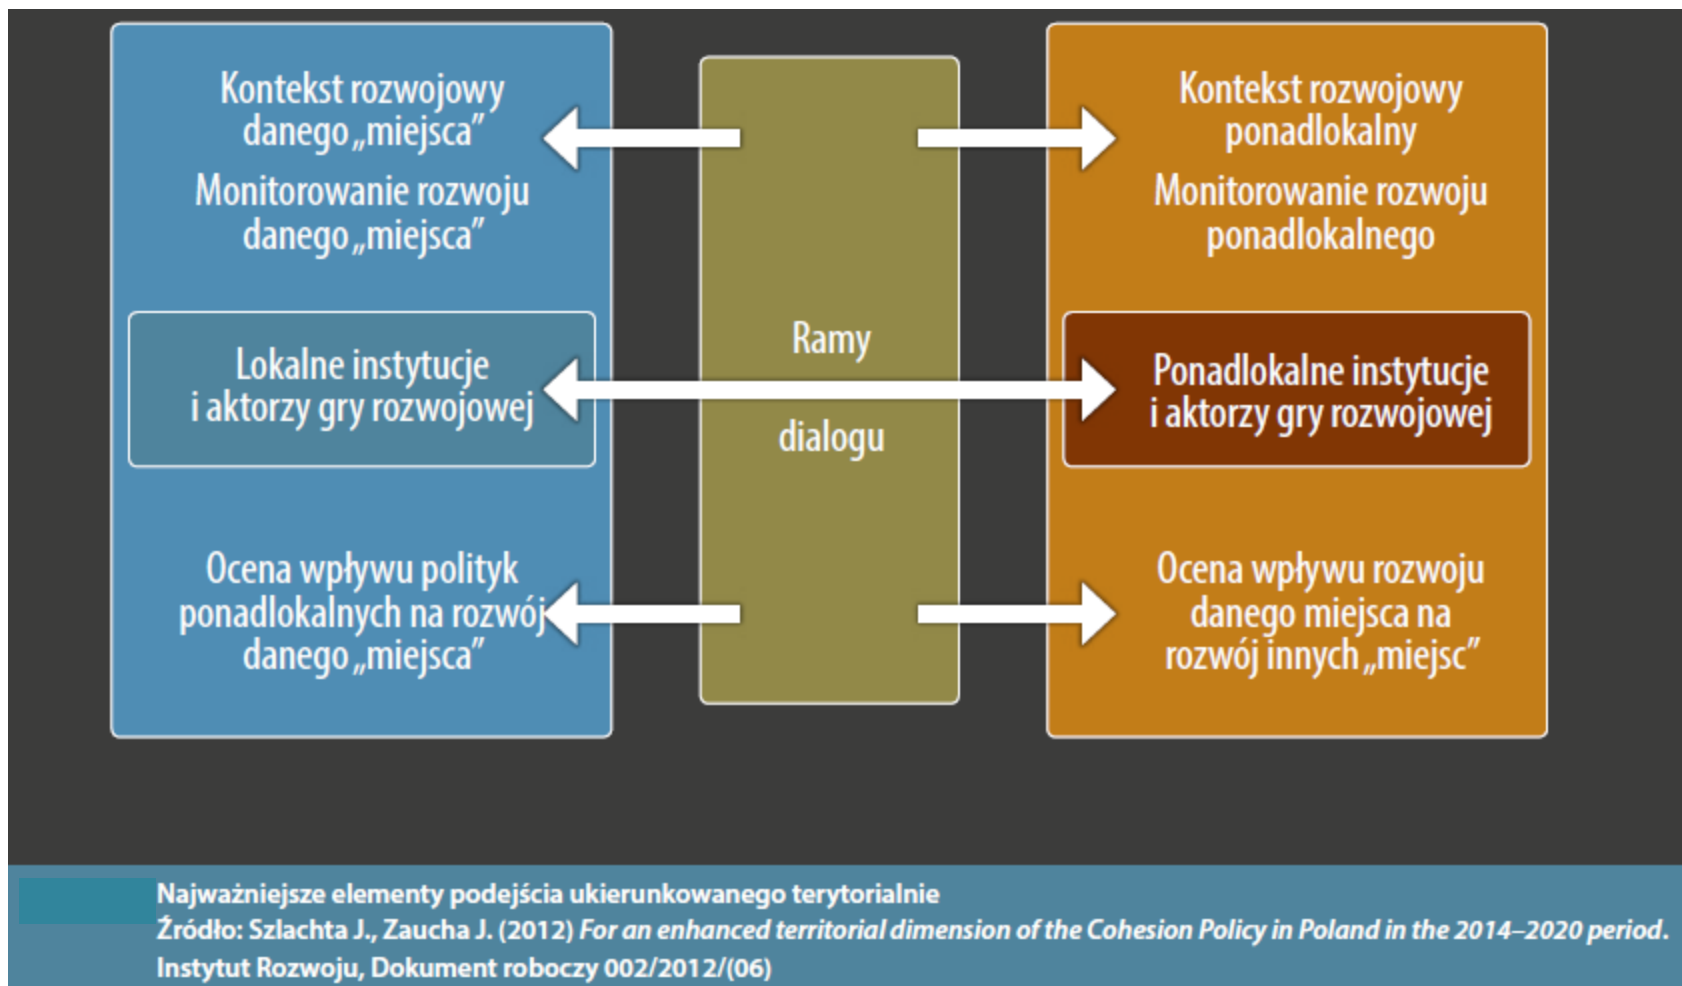 Kontekst rozwojowy
danego „miejsca”
Monitorowanie rozwoju
danego „miejsca”
Lokalne instytucje
i aktorzy gry rozwojowej
Ocena wpływu polityk
ponadlokalnych na rozwój
danego „miejsca”
Ramy
dialogu
Kontekst rozwojowy
ponadlokalny
Monitorowanie rozwoju
ponadlokalnego
Ponadlokalne instytucje
i aktorzy gry rozwojowej
Ocena wpływu rozwoju
danego miejsca na
rozwój innych „miejsc”
Najważniejsze elementy podejścia ukierunkowanego terytorialnie
Źródło: Szlachta J., Zaucha J. (2012) For an enhanced territorial dimension of the Cohesion Policy in Poland in the 2014–2020 period.
Instytut Rozwoju, Dokument roboczy 002/2012/(06)